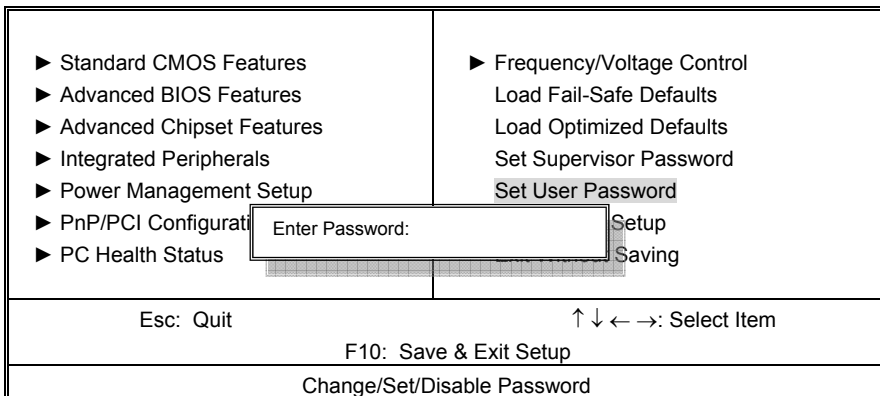 ► Standard CMOS Features
► Advanced BIOS Features
► Advanced Chipset Features
► Integrated Peripherals
► Power Management Setup
► PnP/PCI Configurati
► PC Health Status
► Frequency/Voltage Control
Load Fail-Safe Defaults
Load Optimized Defaults
Set Supervisor Password
Set User Password
Setup
Saving
Enter Password:
Esc: Quit
↑ ↓ ← →: Select Item
F10: Save & Exit Setup
Change/Set/Disable Password